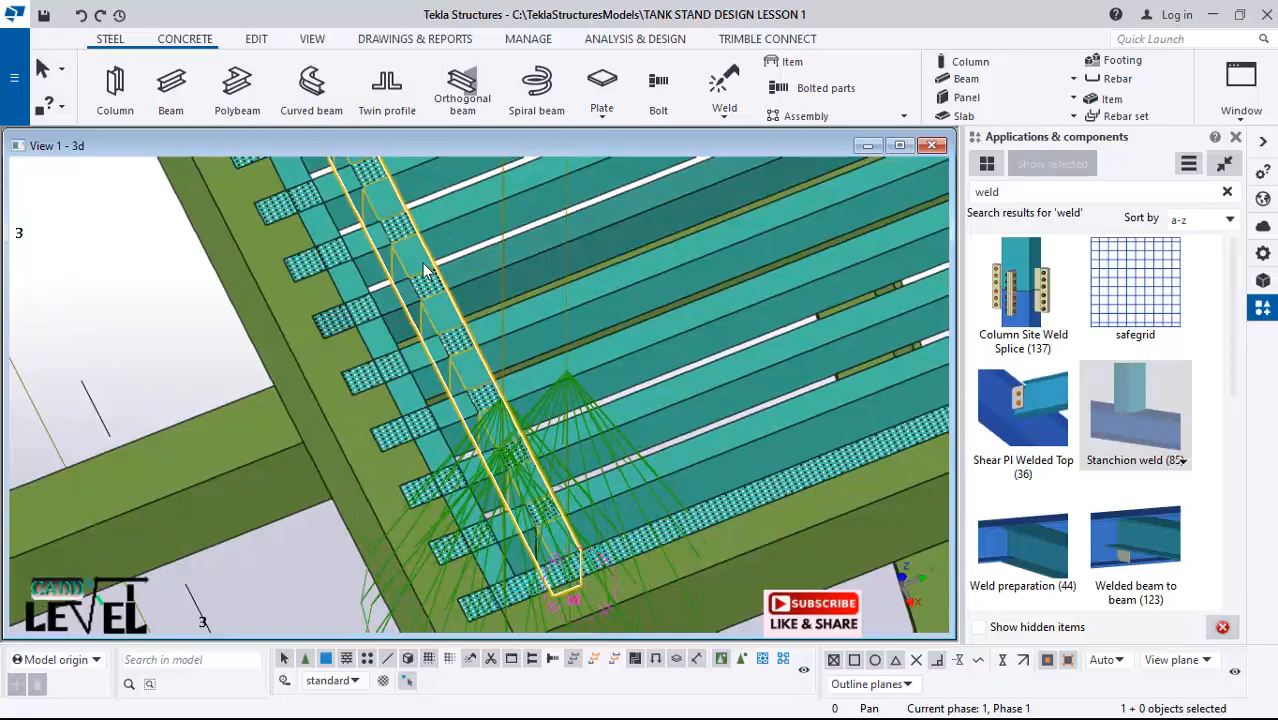 Tekla Structures - C:\TeklaStructuresModels\TANK STAND DESIGN LESSON 1
Log in
STEEL CONCRETE EDIT VIEW DRAWINGS & REPORTS MANAGE ANALYSIS & DESIGN TRIMBLE CONNECT
Quick Launch
Column Beam Polybeam Curved beam Twin profile Orthogonal beam Spiral beam Plate Bolt Weld
Item
Bolted parts
Assembly
Column
Beam
Panel
Slab
Footing
Rebar
Item
Rebar set
Window
View 1 - 3d
3
3
CADD
LEVEL
SUBSCRIBE
LIKE & SHARE
Applications & components
Show selected
weld
Search results for 'weld' Sort by a-z
Column Site Weld Splice (137)
safegrid
Shear Pl Welded Top (36)
Stanchion weld (85)
Weld preparation (44)
Welded beam to beam (123)
Show hidden items
Model origin
Search in model
standard
Auto
View plane
Outline planes
0 Pan Current phase: 1, Phase 1 1 + 0 objects selected